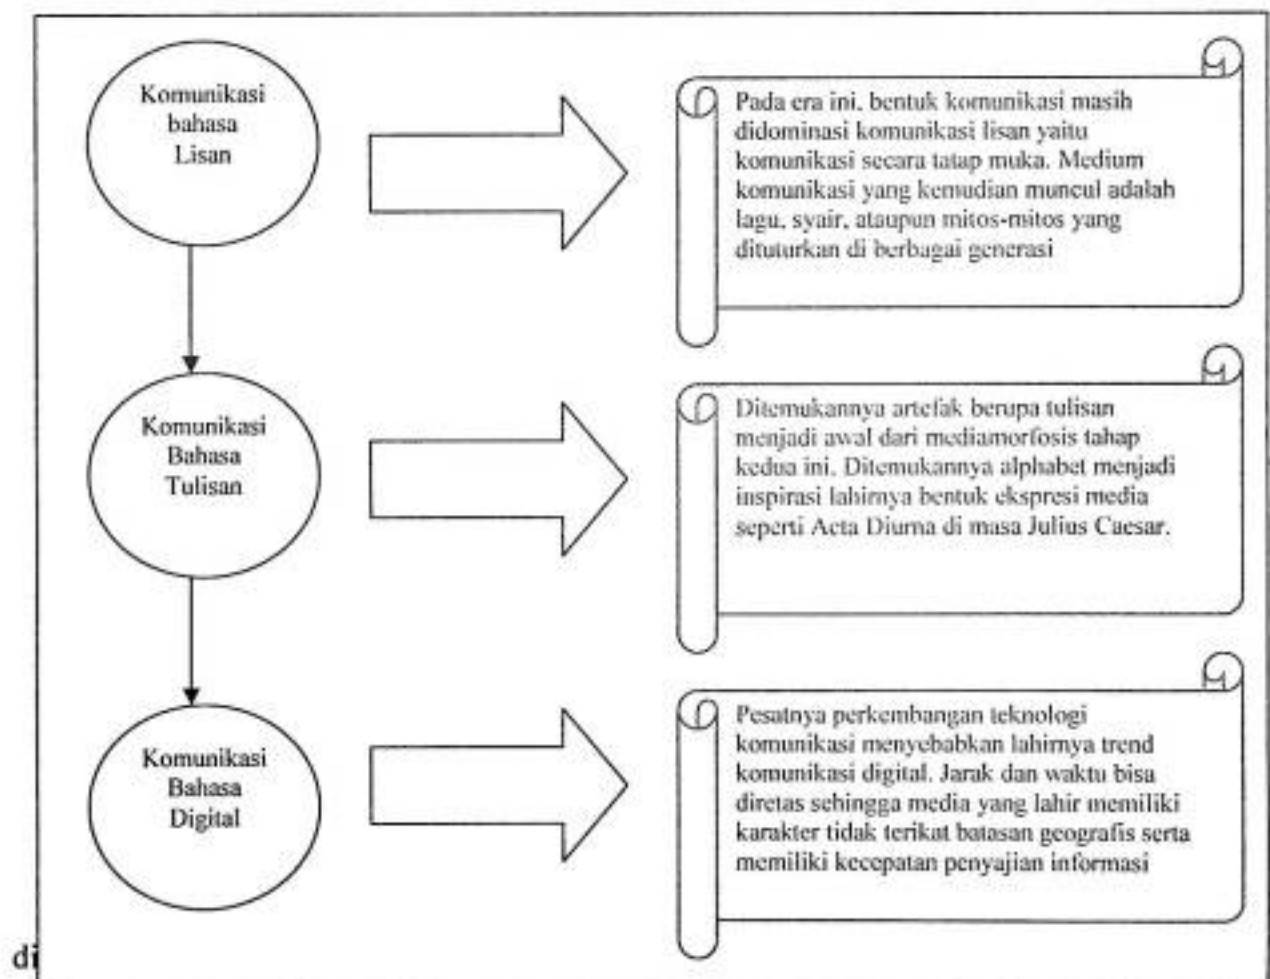 Komunikasi
bahasa
Lisan
Pada era ini, bentuk komunikasi masih
didominasi komunikasi lisan yaitu
komunikasi secara tatap muka. Medium
komunikasi yang kemudian muncul adalah
lagu, syair, ataupun mitos-mitos yang
dituturkan di berbagai generasi
Komunikasi
Bahasa
Tulisan
Ditemukannya artefak berupa tulisan
menjadi awal dari mediamorfosis tahap
kedua ini. Ditemukannya alphabet menjadi
inspirasi lahirnya bentuk ekspresi media
seperti Acta Diurna di masa Julius Caesar.
Komunikasi
Bahasa
Digital
Pesatnya perkembangan teknologi
komunikasi menyebabkan lahirnya trend
komunikasi digital. Jarak dan waktu bisa
diretas sehingga media yang lahir memiliki
karakter tidak terikat batasan geografis serta
memiliki kecepatan penyajian informasi
di